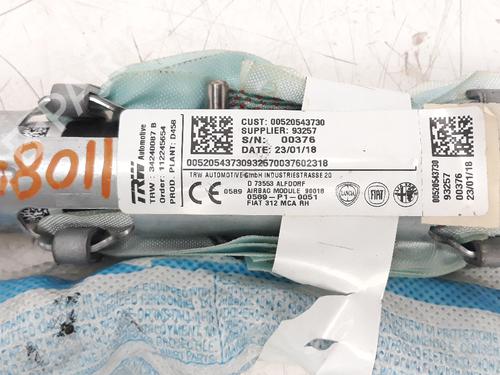 TRW Automotive
TRW : 34240087 B
Order: 112245654
PROD PLANT: D458
CUST: 00520543730
SUPPLIER: 93257
S/N: 00376
DATE: 23/01/18
00520543730932670037602318
TRW AUTOMOTIVE GmbH INDUSTRIESTRASSE 20
D 73553 ALFDORF
0589 AIRBAG MODULE 90018
0589-P1-0051
FIAT 312 MCA RH
00520543730
93257
00376
23/01/18
8011